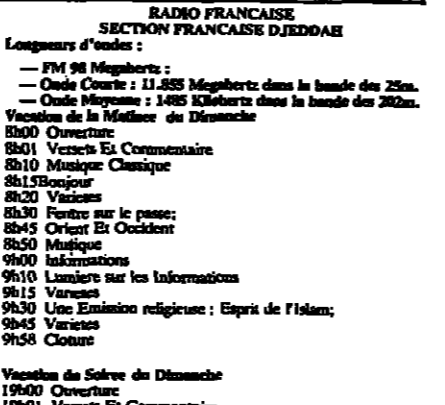 RADIO FRANCAISE
SECTION FRANCAISE DJEDDAH
Longueurs d'ondes :
— FM 98 Megahertz :
— Onde Courte : 11.855 Megahertz dans la bande des 25m.
— Onde Moyenne : 1485 Kilohertz dans la bande des 202m.
Vacation de la Matinee du Dimanche
8h00 Ouverture
8h01 Versets Et Commentaire
8h10 Musique Classique
8h15Bonjour
8h20 Varietes
8h30 Fentre sur le passe;
8h45 Orient Et Occident
8h50 Musique
9h00 Informations
9h10 Lumiere sur les Informations
9h15 Varietes
9h30 Une Emission religieuse : Esprit de l'Islam;
9h45 Varietes
9h58 Cloture
Vacation du Soiree du Dimanche
19h00 Ouverture
19h01 Versets Et Commentaire